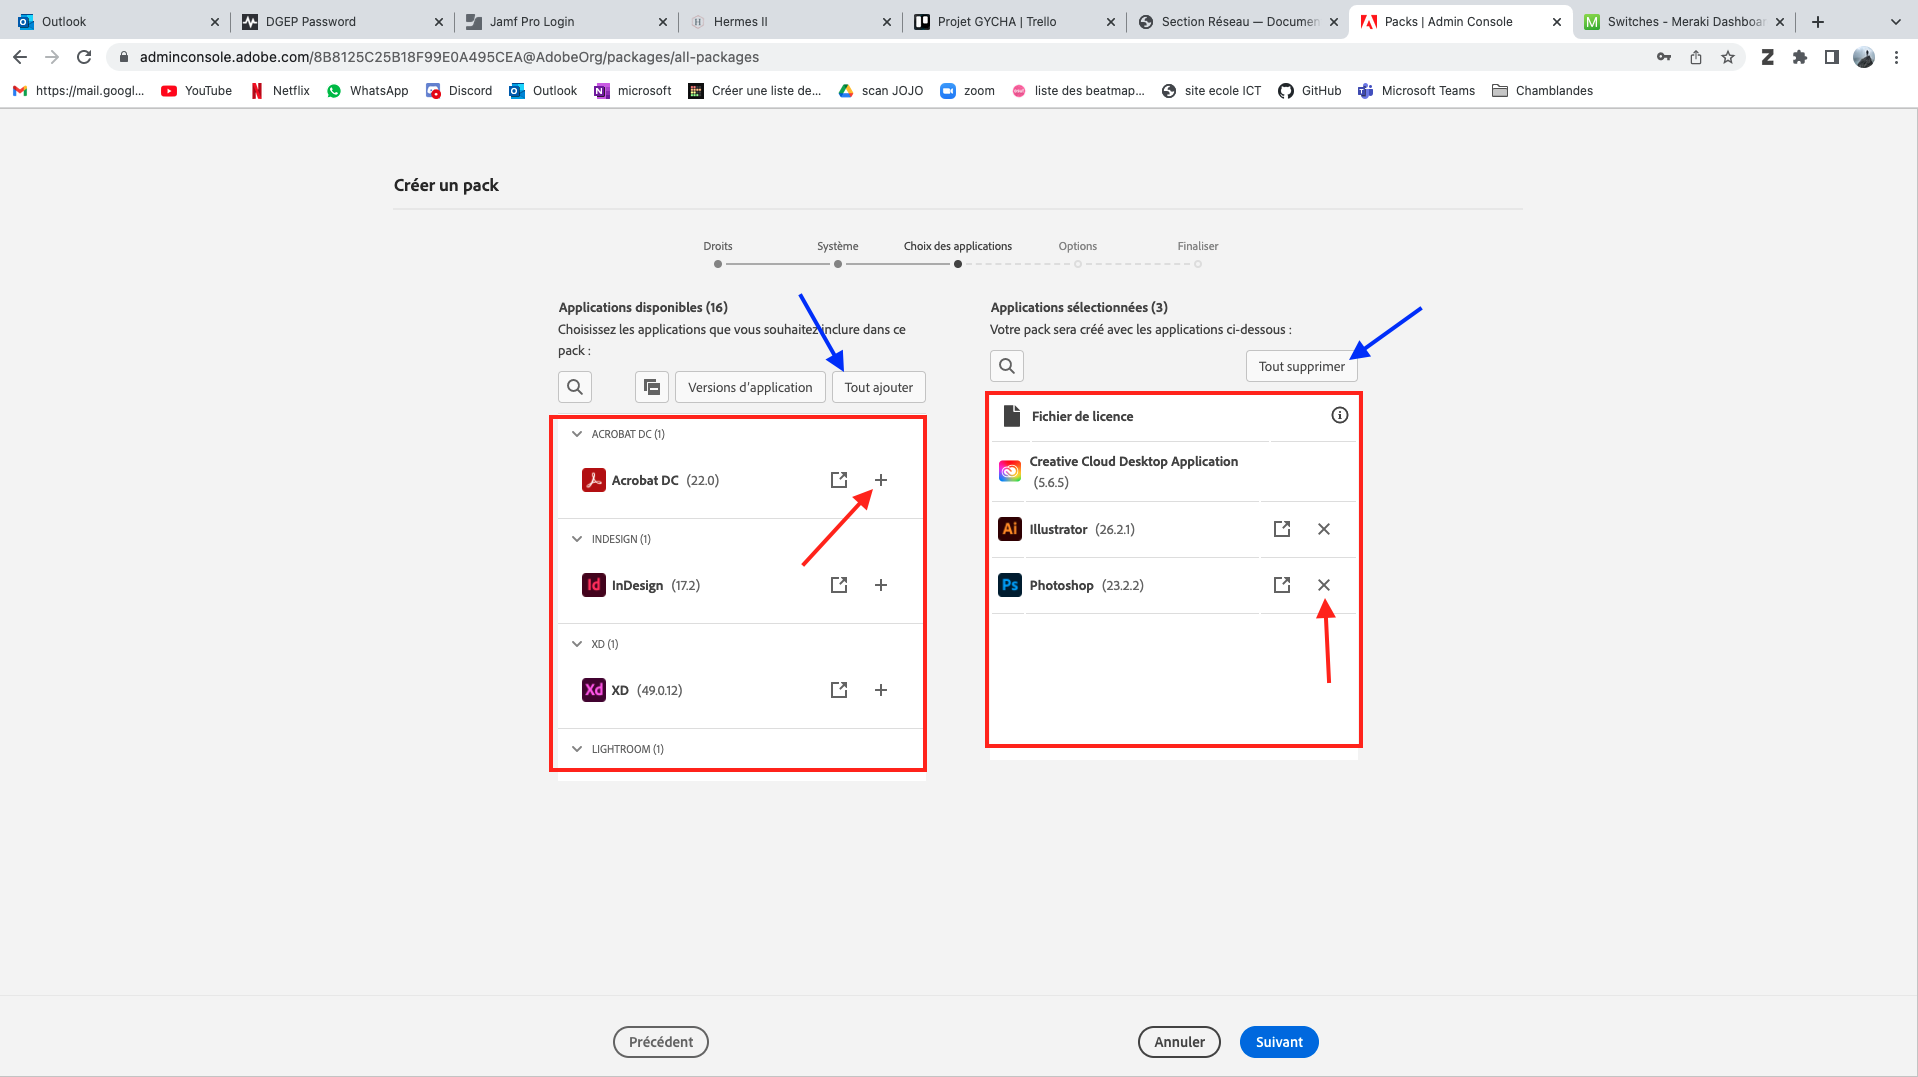 Outlook
DGEP Password
Jamf Pro Login
Hermes II
Projet GYCHA | Trello
Section Réseau — Documen
Packs | Admin Console
Switches - Meraki Dashboar
adminconsole.adobe.com/8B8125C25B18F99E0A495CEA@AdobeOrg/packages/all-packages
https://mail.googl...
YouTube
Netflix
WhatsApp
Discord
Outlook
microsoft
Créer une liste de...
scan JOJO
zoom
liste des beatmap...
site ecole ICT
GitHub
Microsoft Teams
Chamblandes
Créer un pack
Droits
Système
Choix des applications
Options
Finaliser
Applications disponibles (16)
Choisissez les applications que vous souhaitez inclure dans ce
pack :
Versions d'application
Tout ajouter
ACROBAT DC (1)
Acrobat DC (22.0)
INDESIGN (1)
Id
InDesign (17.2)
XD (1)
Xd
XD (49.0.12)
LIGHTROOM (1)
Applications sélectionnées (3)
Votre pack sera créé avec les applications ci-dessous :
Tout supprimer
Fichier de licence
Creative Cloud Desktop Application
(5.6.5)
Ai
Illustrator (26.2.1)
Ps
Photoshop (23.2.2)
Précédent
Annuler
Suivant